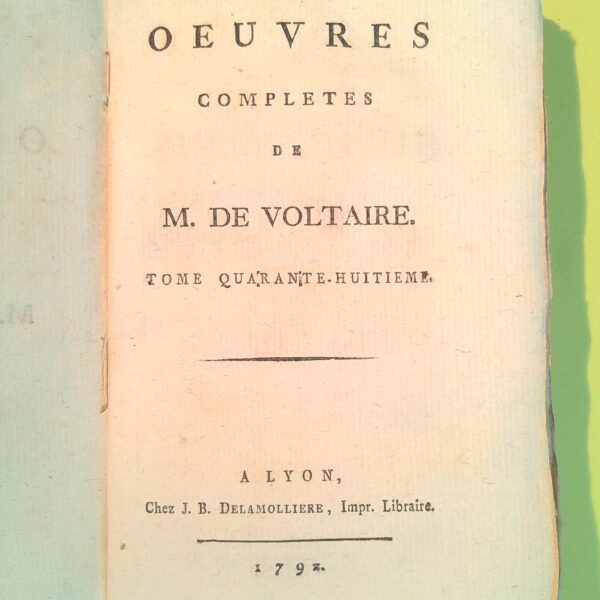 OEUVRES
COMPLETES
DE
M. DE VOLTAIRE.
TOME QUARANTE-HUITIEME.
A LYON,
Chez J. B. DELAMOLLIERE, Impr. Libraire.
1792.